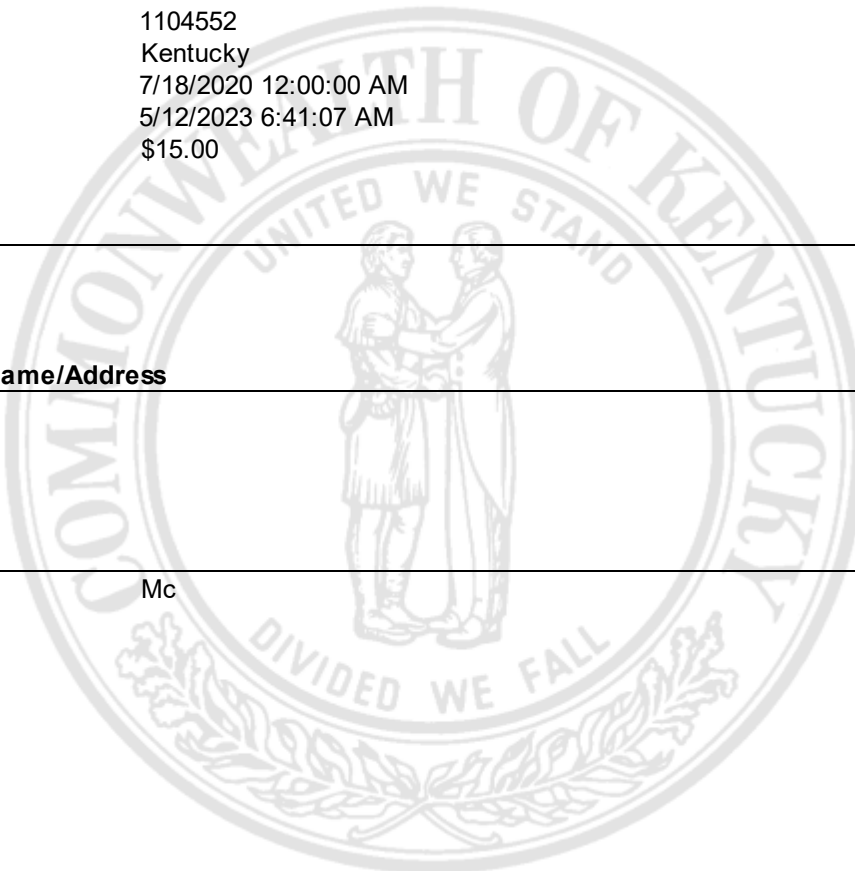 1104552
Kentucky
7/18/2020 12:00:00 AM
5/12/2023 6:41:07 AM
$15.00
COMMONWEALTH OF KENTUCKY
UNITED WE STAND
ame/Address
Mc
DIVIDED WE FALL